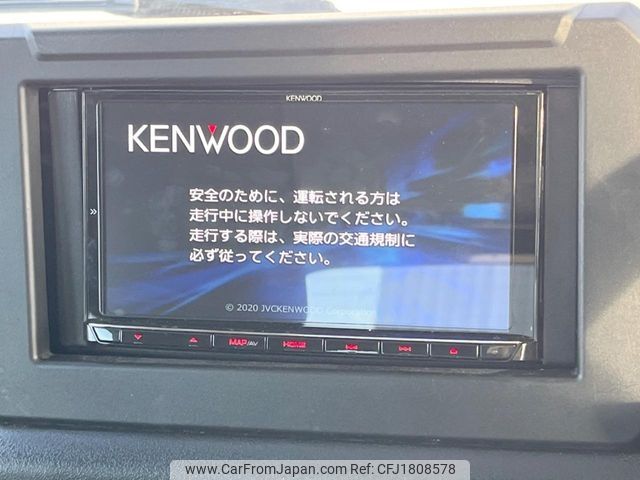 KENWOOD
KENWOOD
安全のために、運転される方は
走行中に操作しないでください。
走行する際は、実際の交通規制に
必ず従ってください。
© 2020 JVCKENWOOD Corporation
MAP/AV HOME
www.CarFromJapan.com Ref: CFJ1808578